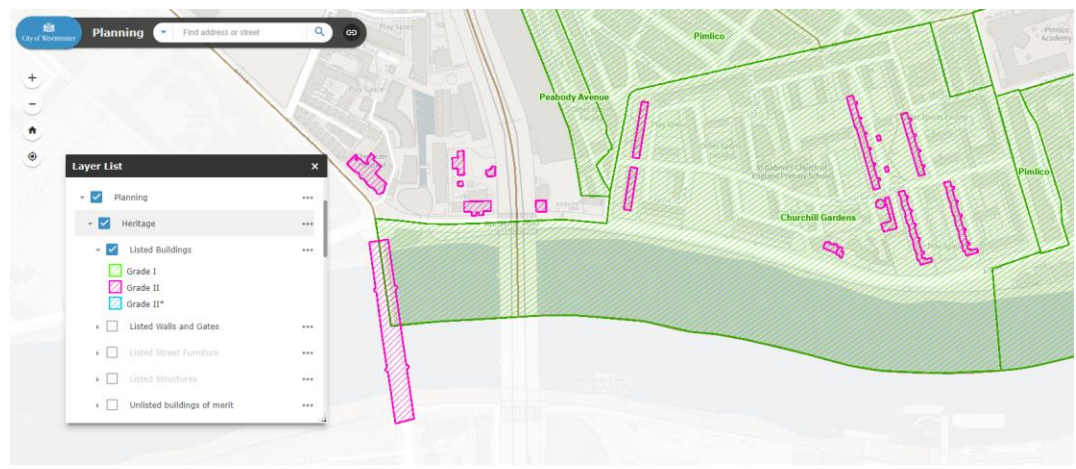 City of Westminster
Planning
Find address or street
Layer List
Planning
Heritage
Listed Buildings
Grade I
Grade II
Grade II*
Listed Walls and Gates
Listed Street Furniture
Listed Structures
Unlisted buildings of merit
Play Space
Play Space
Pimlico
Pimlico
Academy
Peabody Avenue
St Gabriel's Church of
England Primary School
Pimlico
Churchill Gardens
Play Space